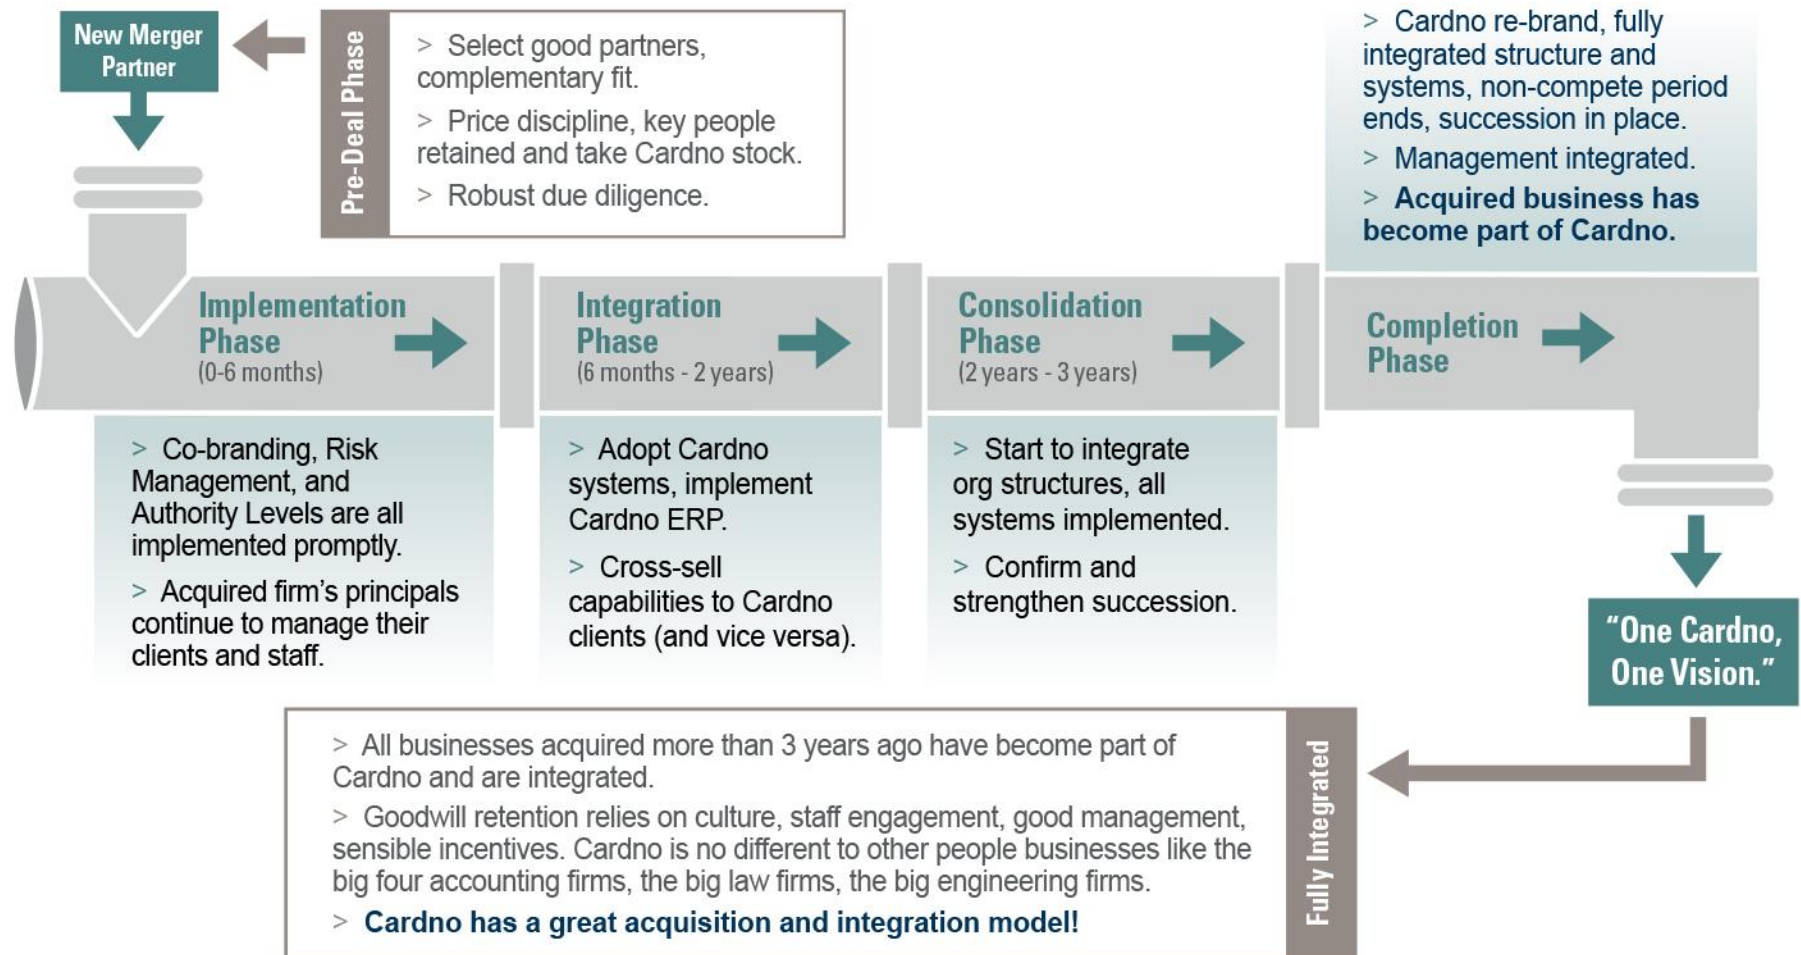 New Merger
Partner
Pre-Deal Phase
> Select good partners,
complementary fit.
> Price discipline, key people
retained and take Cardno stock.
> Robust due diligence.
> Cardno re-brand, fully
integrated structure and
systems, non-compete period
ends, succession in place.
> Management integrated.
> Acquired business has
become part of Cardno.
Implementation
Phase
(0-6 months)
Integration
Phase
(6 months - 2 years)
Consolidation
Phase
(2 years - 3 years)
Completion
Phase
> Co-branding, Risk
Management, and
Authority Levels are all
implemented promptly.
> Acquired firm's principals
continue to manage their
clients and staff.
> Adopt Cardno
systems, implement
Cardno ERP.
> Cross-sell
capabilities to Cardno
clients (and vice versa).
> Start to integrate
org structures, all
systems implemented.
> Confirm and
strengthen succession.
“One Cardno,
One Vision.”
> All businesses acquired more than 3 years ago have become part of
Cardno and are integrated.
> Goodwill retention relies on culture, staff engagement, good management,
sensible incentives. Cardno is no different to other people businesses like the
big four accounting firms, the big law firms, the big engineering firms.
> Cardno has a great acquisition and integration model!
Fully Integrated